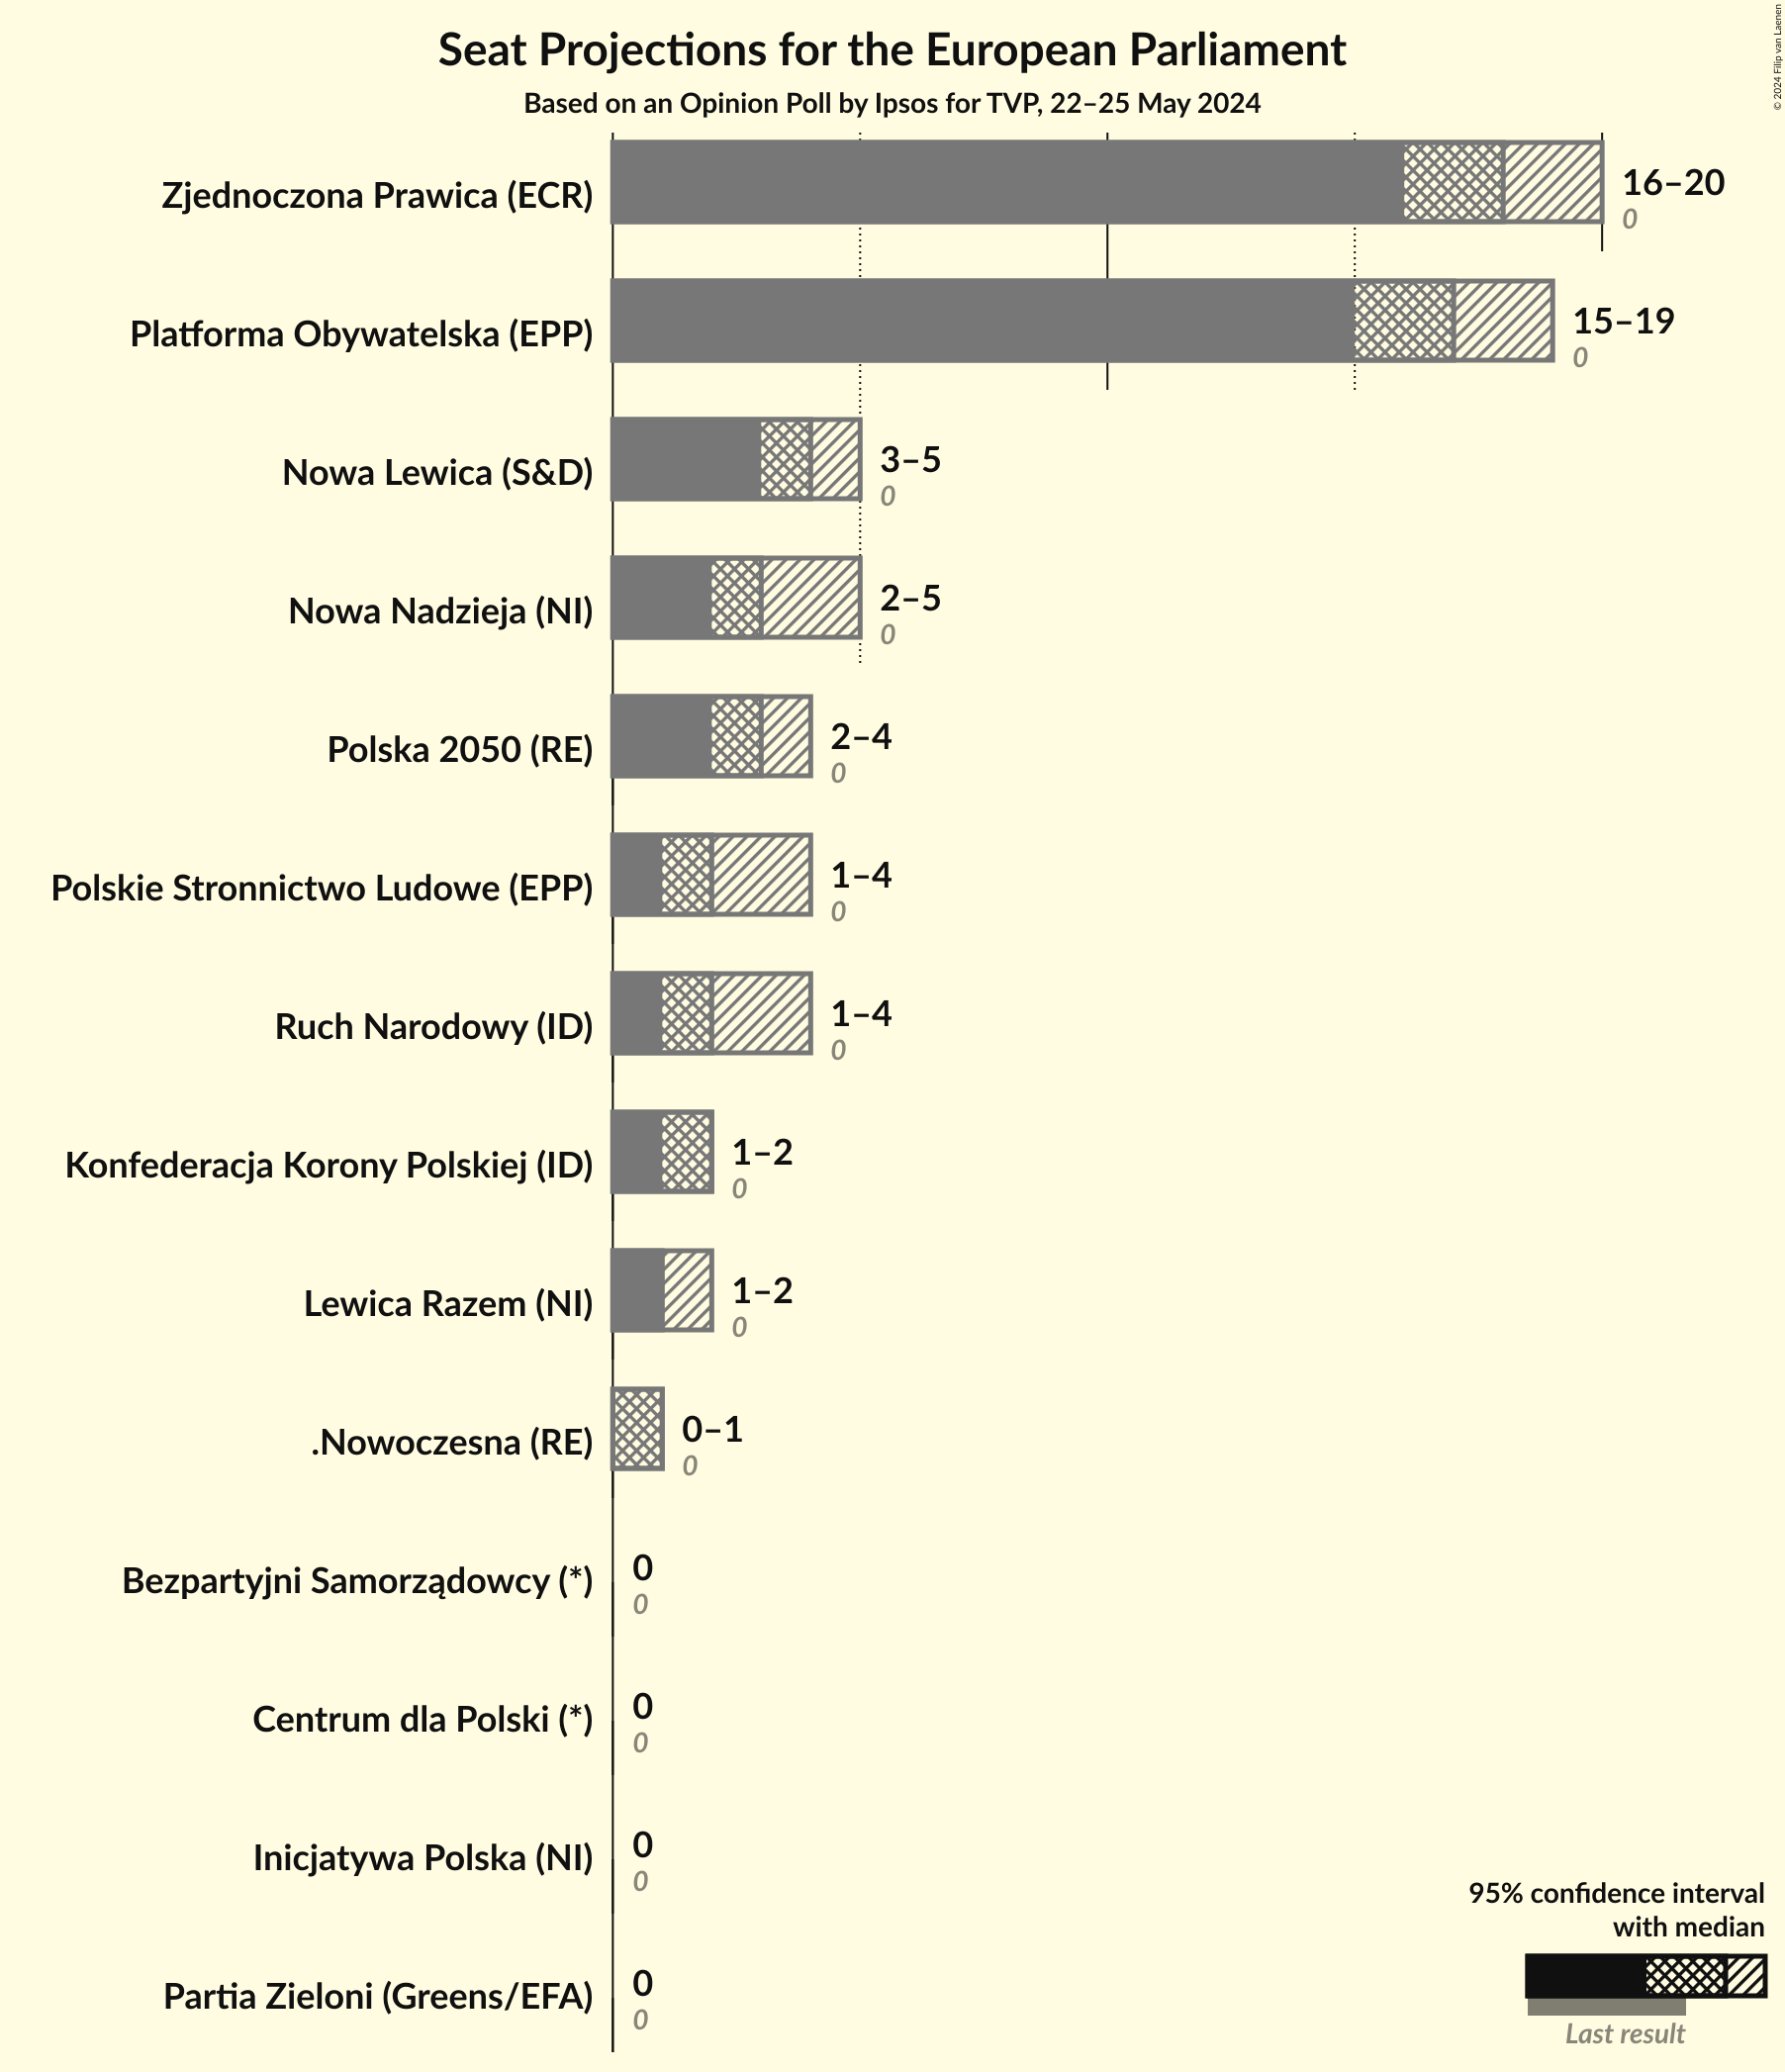 © 2024 Filip van Laenen
Seat Projections for the European Parliament
Based on an Opinion Poll by Ipsos for TVP, 22–25 May 2024
Zjednoczona Prawica (ECR)
16–20
0
Platforma Obywatelska (EPP)
15–19
0
Nowa Lewica (S&D)
3–5
0
Nowa Nadzieja (NI)
2–5
0
Polska 2050 (RE)
2–4
0
Polskie Stronnictwo Ludowe (EPP)
1–4
0
Ruch Narodowy (ID)
1–4
0
Konfederacja Korony Polskiej (ID)
1–2
0
Lewica Razem (NI)
1–2
0
.Nowoczesna (RE)
0–1
0
Bezpartyjni Samorządowcy (*)
0
0
Centrum dla Polski (*)
0
0
Inicjatywa Polska (NI)
0
0
Partia Zieloni (Greens/EFA)
0
0
95% confidence interval
with median
Last result